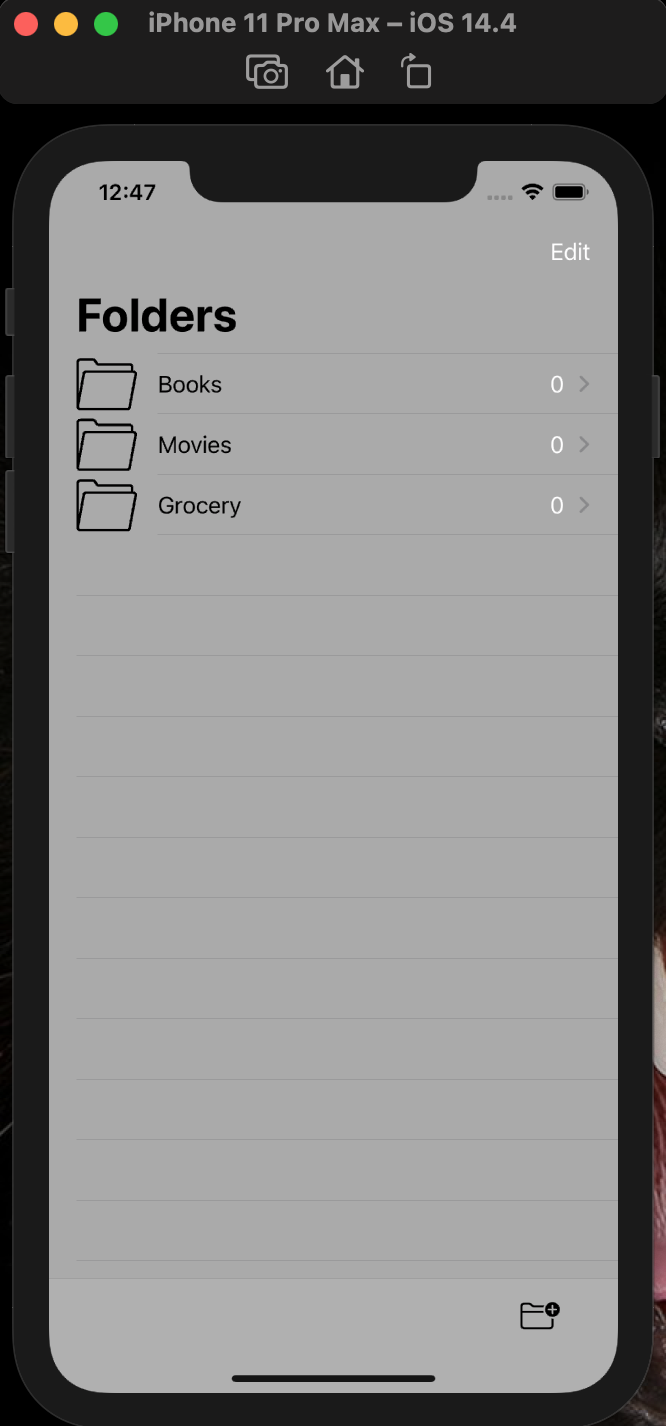 iPhone 11 Pro Max – iOS 14.4
12:47
Edit
Folders
Books 0
Movies 0
Grocery 0